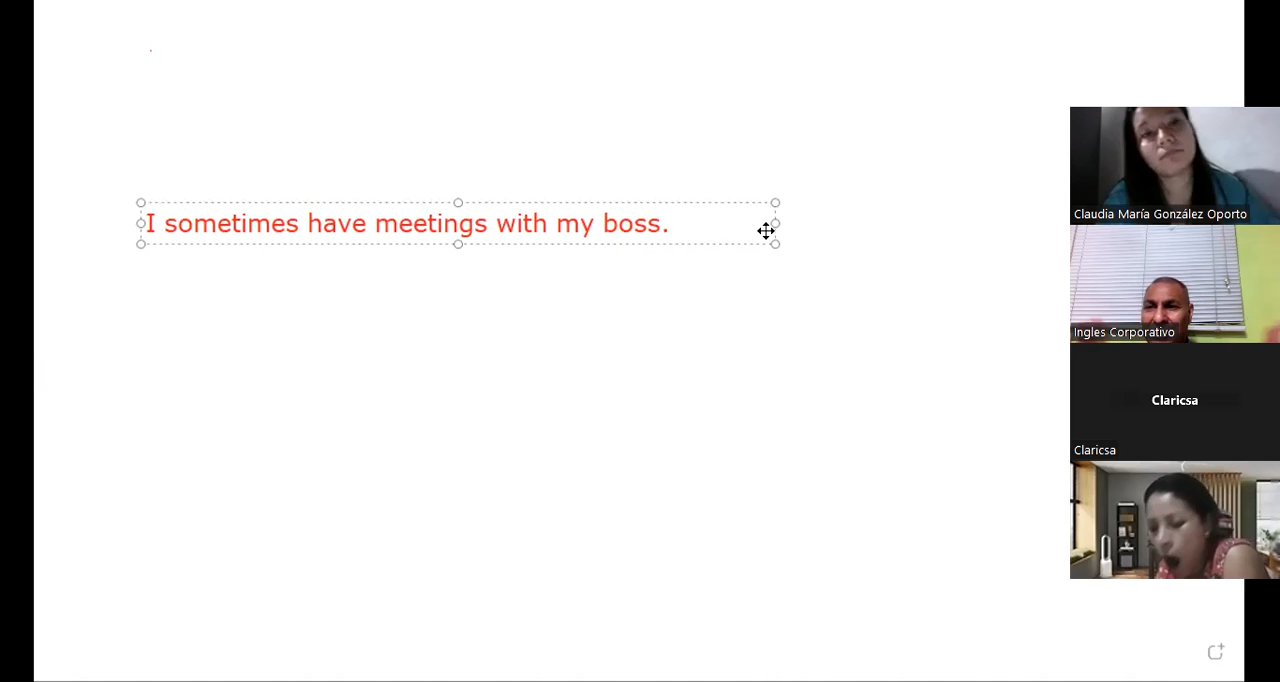 I sometimes have meetings with my boss.
Claudia María González Oporto
Ingles Corporativo
Claricsa
Claricsa